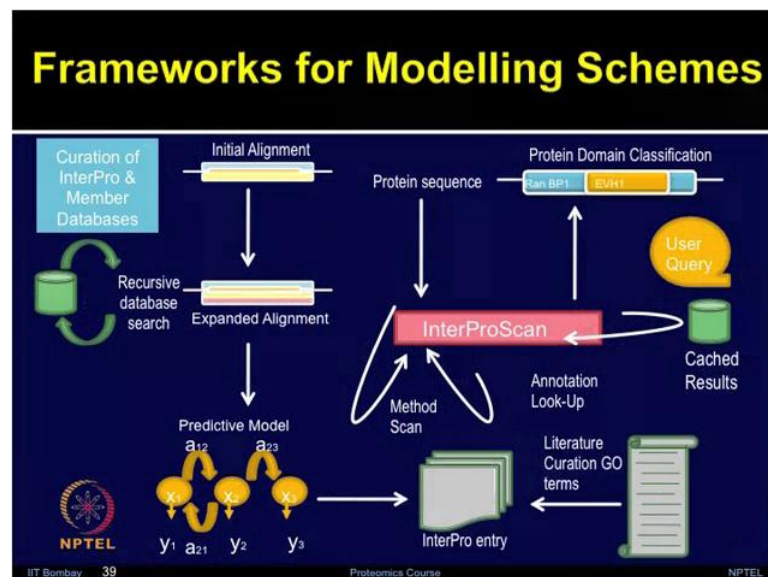 Frameworks for Modelling Schemes
Curation of
InterPro &
Member
Databases
Initial Alignment
Recursive
database
search
Expanded Alignment
Predictive Model
a12
a23
x1
x2
x3
y1
a21
y2
y3
Protein sequence
Protein Domain Classification
Ran BP1
EVH1
User
Query
InterProScan
Cached
Results
Method
Scan
Annotation
Look-Up
Literature
Curation GO
terms
InterPro entry
NPTEL
IIT Bombay
39
Proteomics Course
NPTEL